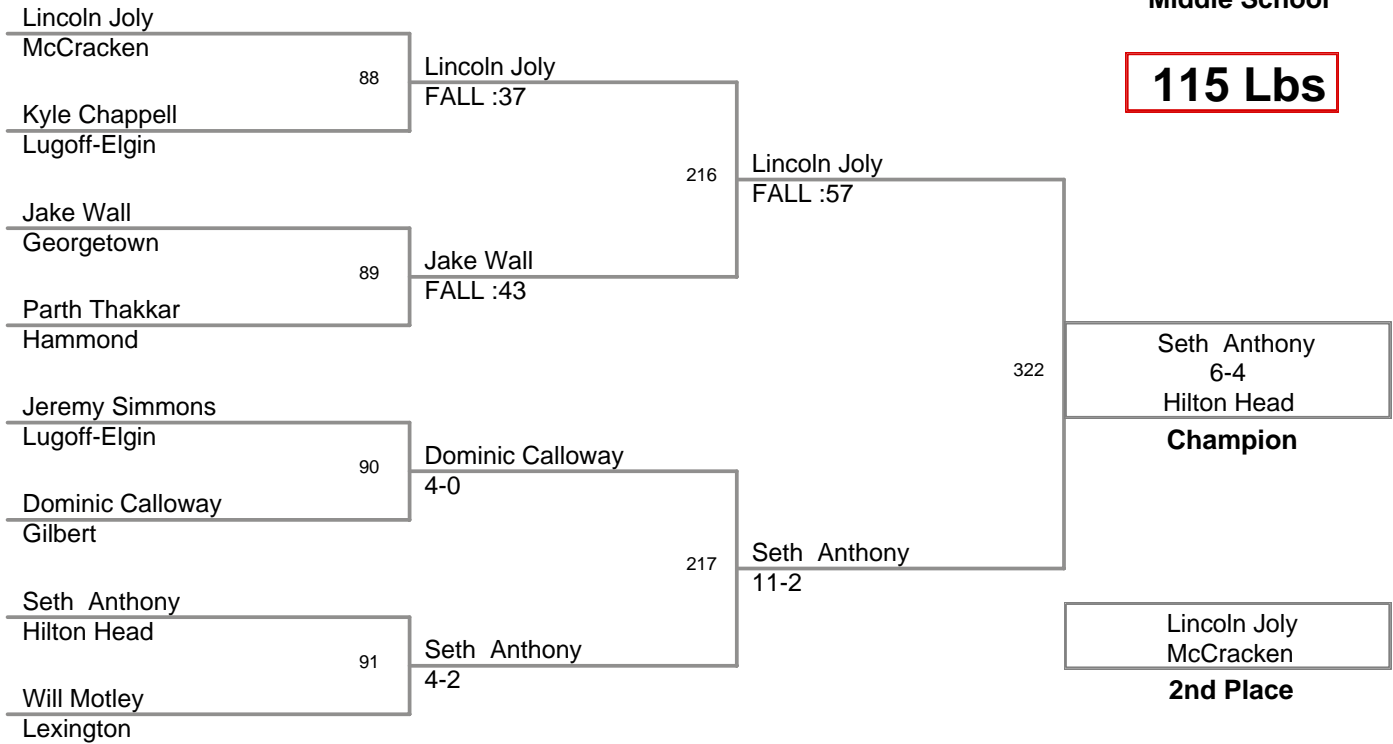 Middle School
115 Lbs
Lincoln Joly
McCracken
88
Kyle Chappell
Lugoff-Elgin
Jake Wall
Georgetown
89
Parth Thakkar
Hammond
Jeremy Simmons
Lugoff-Elgin
90
Dominic Calloway
Gilbert
Seth Anthony
Hilton Head
91
Will Motley
Lexington
Lincoln Joly
FALL :37
216
Jake Wall
FALL :43
Dominic Calloway
4-0
217
Seth Anthony
4-2
Lincoln Joly
FALL :57
322
Seth Anthony
11-2
Seth Anthony
6-4
Hilton Head
Champion
Lincoln Joly
McCracken
2nd Place